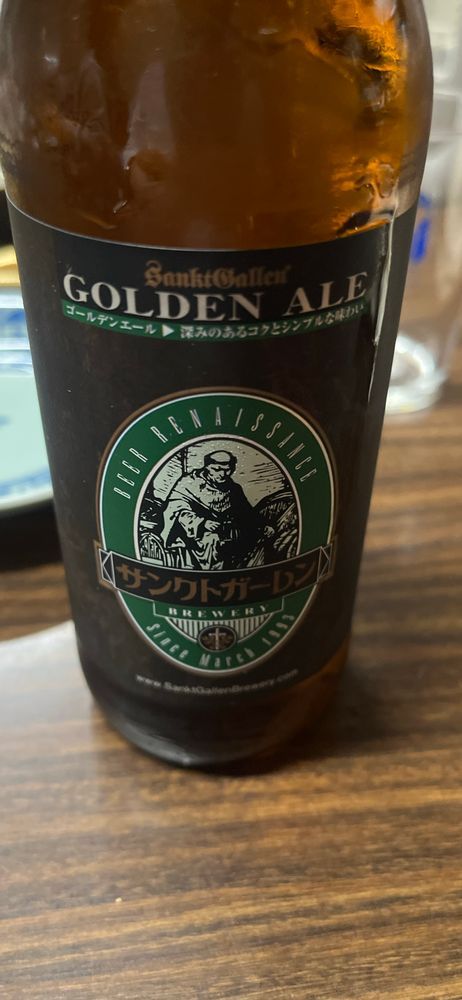 SanktGallen
GOLDEN ALE
ゴールデンエール ▶ 深みのあるコクとシンプルな味わい
BEER RENAISSANCE
サンクトガーレン
BREWERY
Since March 1993
www.SanktGallenBrewery.com